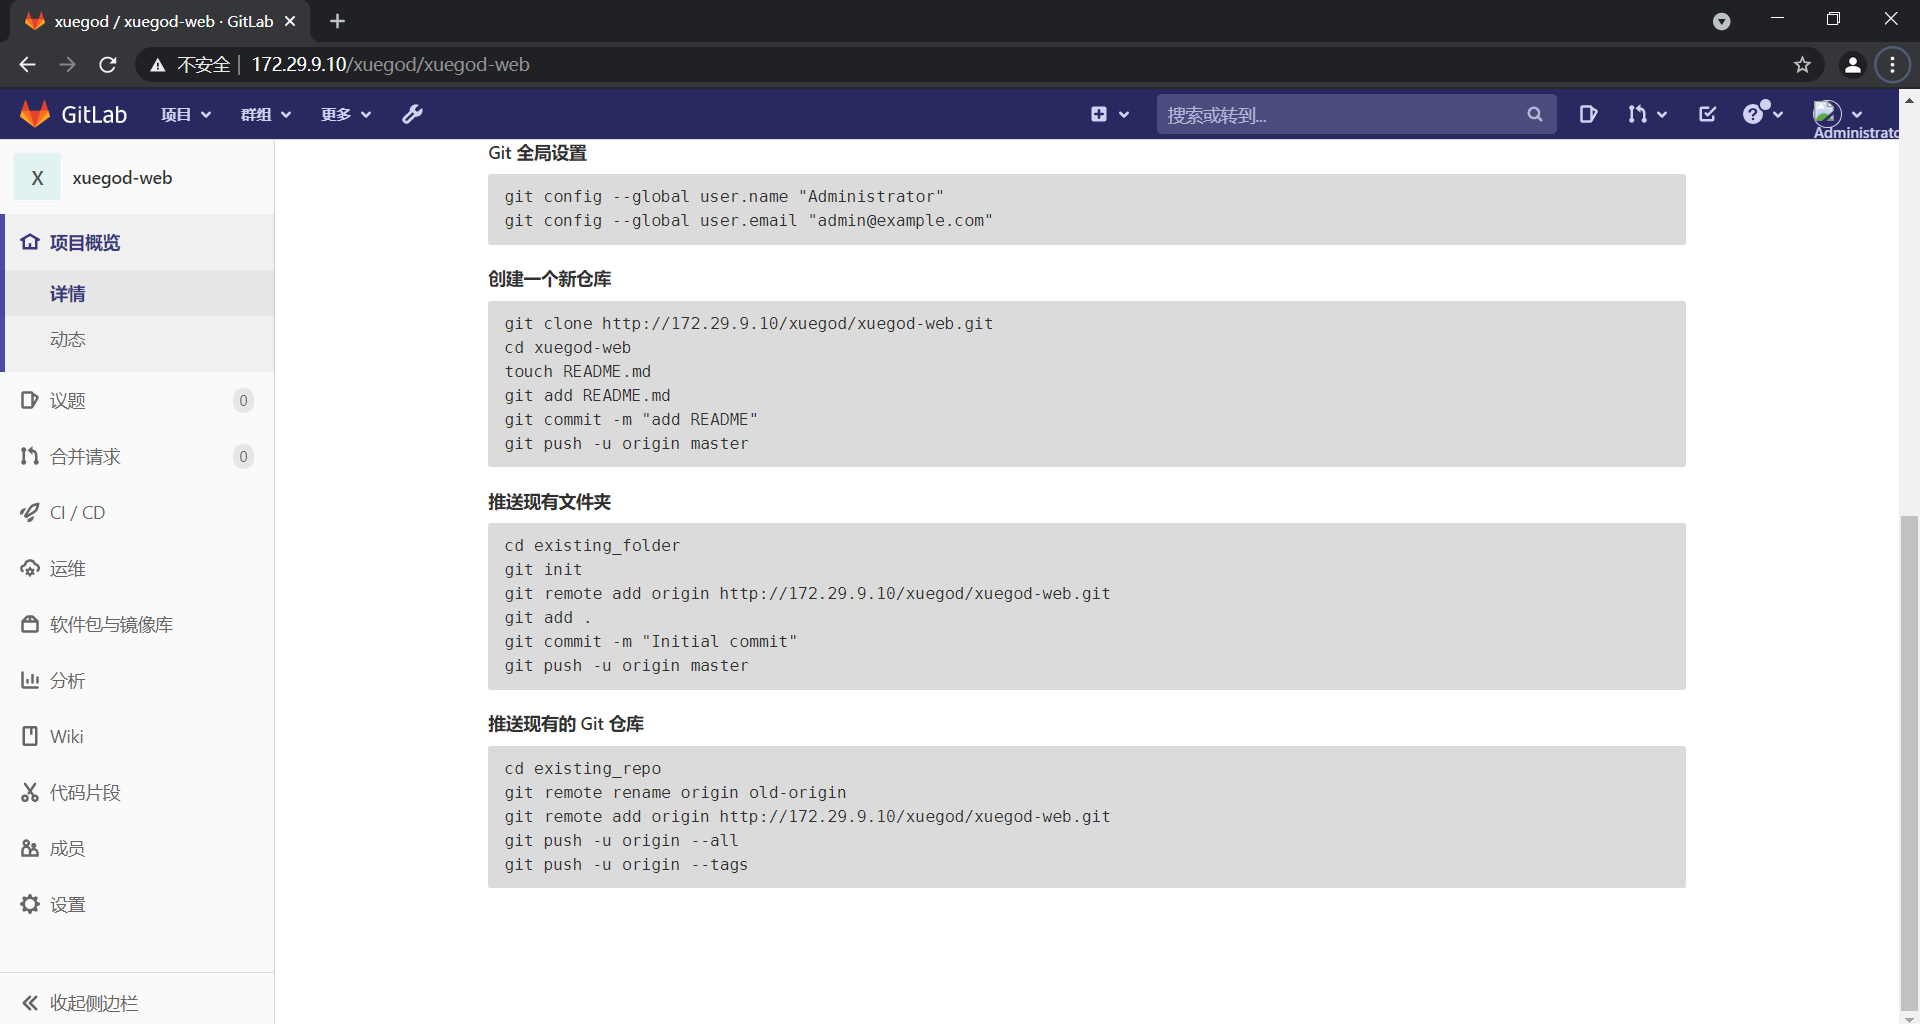 xuegod / xuegod-web · GitLab
不安全 172.29.9.10/xuegod/xuegod-web
GitLab 项目 群组 更多 搜索或转到... Administrato
X xuegod-web
项目概览
详情
动态
议题 0
合并请求 0
CI / CD
运维
软件包与镜像库
分析
Wiki
代码片段
成员
设置
收起侧边栏
Git 全局设置
git config --global user.name "Administrator"
git config --global user.email "admin@example.com"
创建一个新仓库
git clone http://172.29.9.10/xuegod/xuegod-web.git
cd xuegod-web
touch README.md
git add README.md
git commit -m "add README"
git push -u origin master
推送现有文件夹
cd existing_folder
git init
git remote add origin http://172.29.9.10/xuegod/xuegod-web.git
git add .
git commit -m "Initial commit"
git push -u origin master
推送现有的 Git 仓库
cd existing_repo
git remote rename origin old-origin
git remote add origin http://172.29.9.10/xuegod/xuegod-web.git
git push -u origin --all
git push -u origin --tags